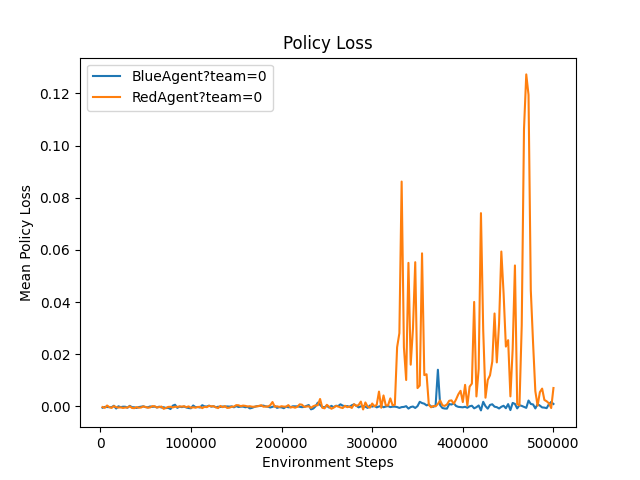 Policy Loss
BlueAgent?team=0
RedAgent?team=0
Mean Policy Loss
0.12
0.10
0.08
0.06
0.04
0.02
0.00
0 100000 200000 300000 400000 500000
Environment Steps